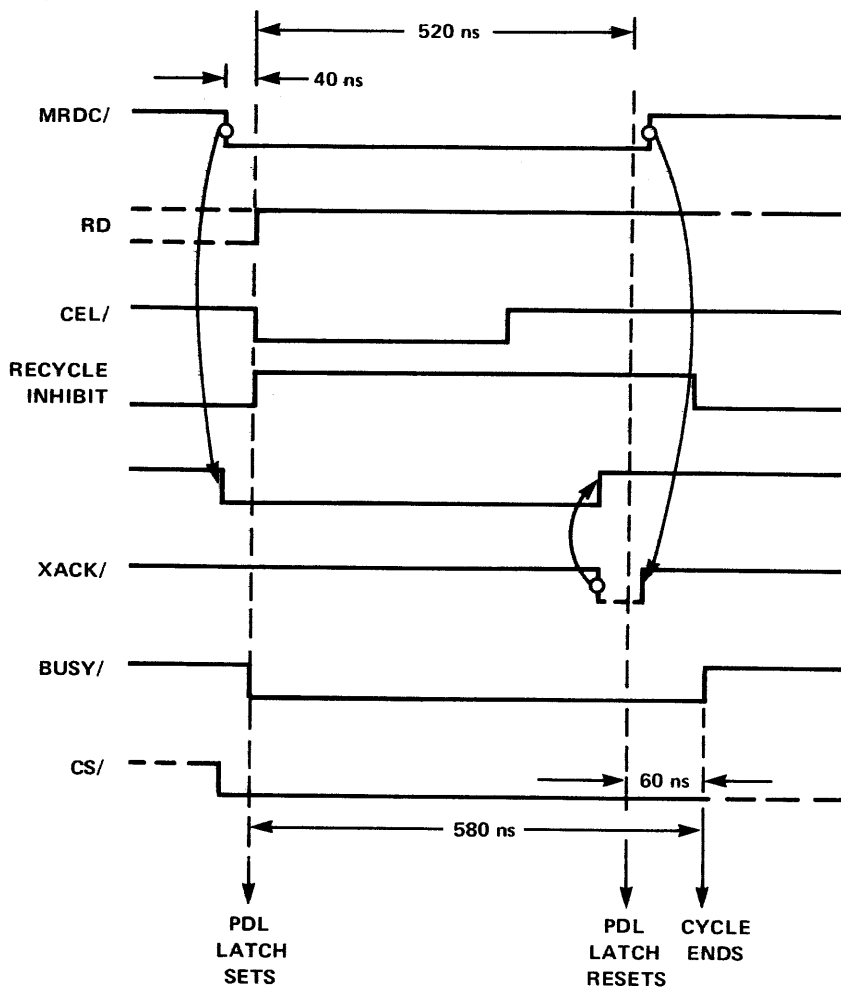 520 ns
40 ns
MRDC/
RD
CEL/
RECYCLE
INHIBIT
XACK/
BUSY/
CS/
60 ns
580 ns
PDL
LATCH
SETS
PDL
LATCH
RESETS
CYCLE
ENDS